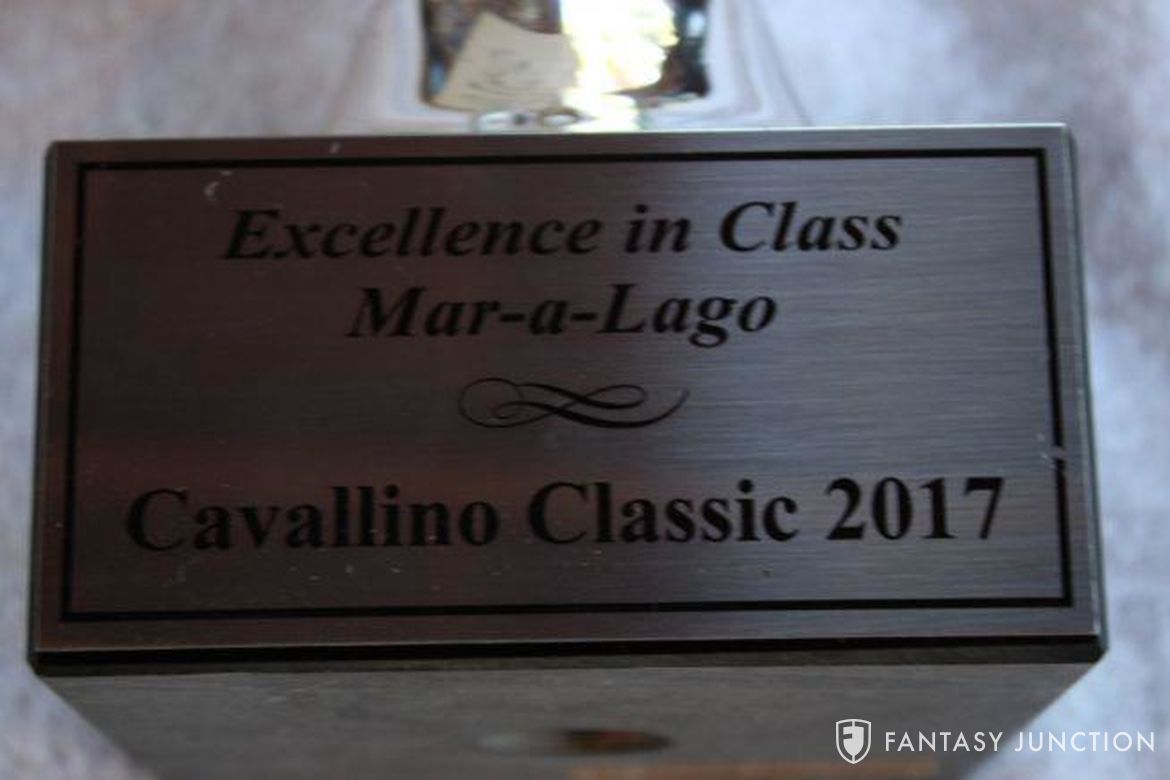 Excellence in Class
Mar-a-Lago
Cavallino Classic 2017
FANTASY JUNCTION